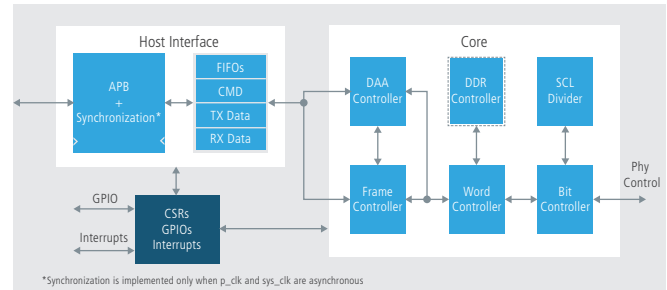 Host Interface
Core
APB
+
Synchronization*
FIFOs
CMD
TX Data
RX Data
DAA
Controller
DDR
Controller
SCL
Divider
Frame
Controller
Word
Controller
Bit
Controller
Phy
Control
GPIO
Interrupts
CSRs
GPIOs
Interrupts
*Synchronization is implemented only when p_clk and sys_clk are asynchronous